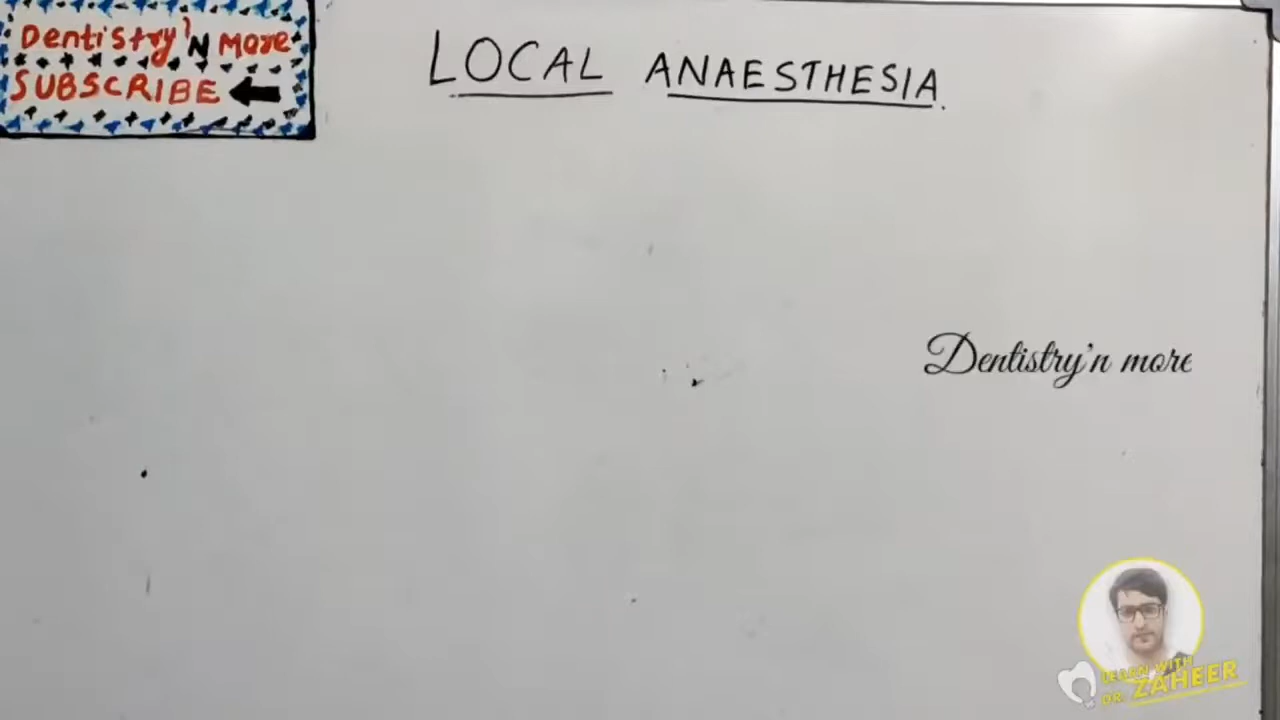 Dentistry'N More
SUBSCRIBE
LOCAL ANAESTHESIA.
Dentistry'n more
LEARN WITH
DR. ZAHEER